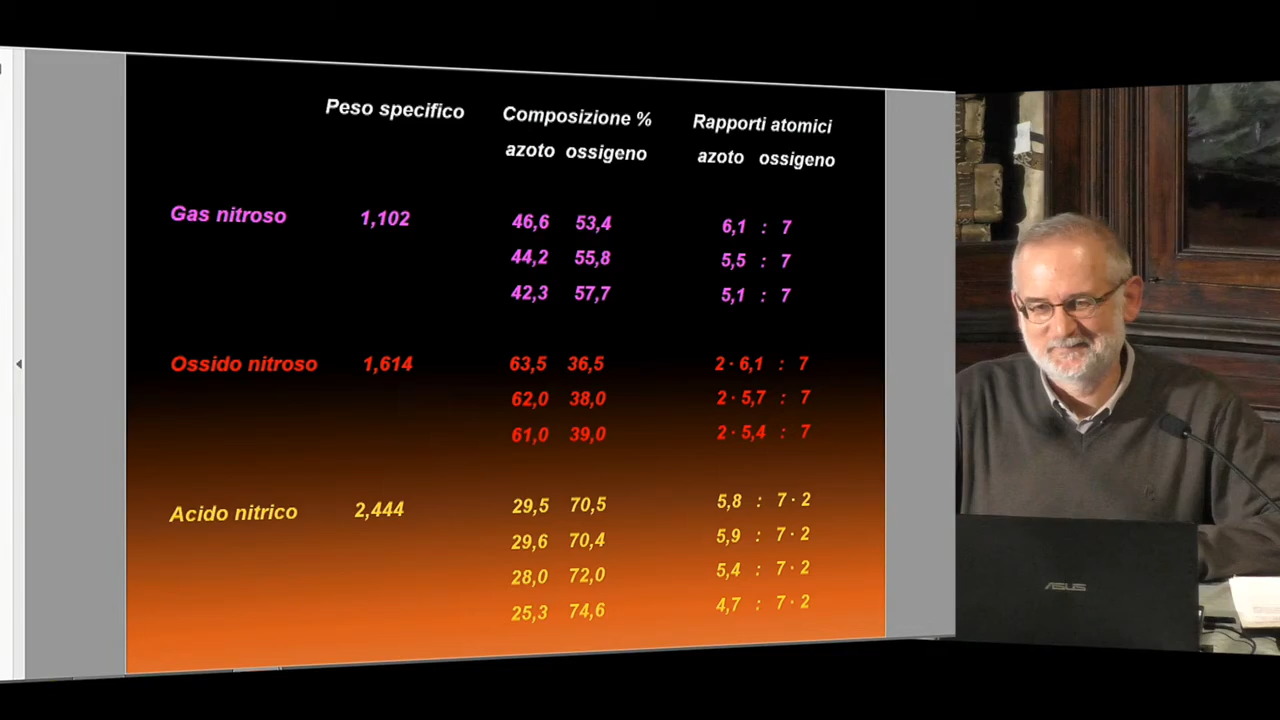 Peso specifico Composizione % Rapporti atomici
azoto ossigeno azoto ossigeno
Gas nitroso 1,102 46,6 53,4 6,1 : 7
44,2 55,8 5,5 : 7
42,3 57,7 5,1 : 7
Ossido nitroso 1,614 63,5 36,5 2 · 6,1 : 7
62,0 38,0 2 · 5,7 : 7
61,0 39,0 2 · 5,4 : 7
Acido nitrico 2,444 29,5 70,5 5,8 : 7 · 2
29,6 70,4 5,9 : 7 · 2
28,0 72,0 5,4 : 7 · 2
25,3 74,6 4,7 : 7 · 2
ASUS